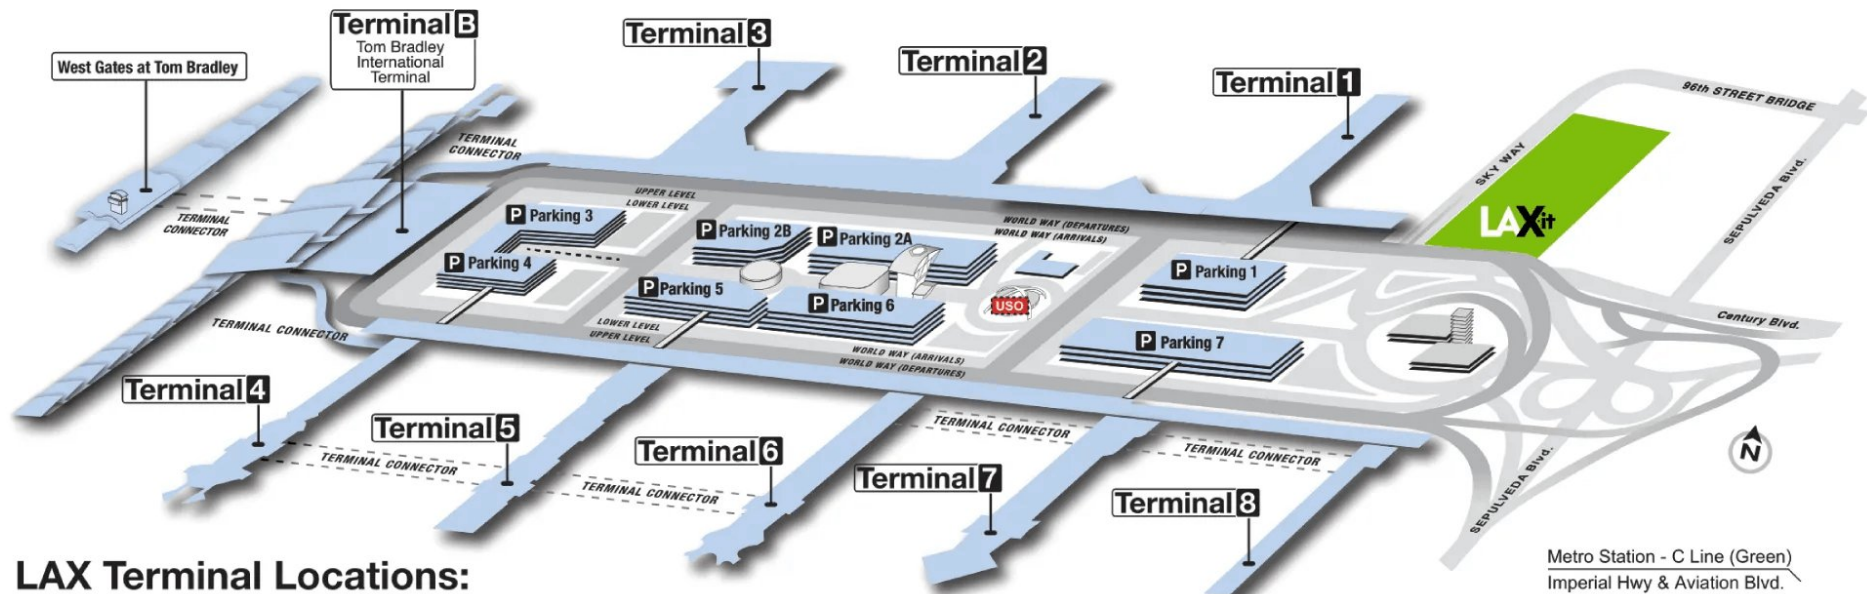 West Gates at Tom Bradley
Terminal B
Tom Bradley
International
Terminal
Terminal 3
Terminal 2
Terminal 1
96th STREET BRIDGE
SKY WAY
SEPULVEDA Blvd.
LAXit
TERMINAL
CONNECTOR
TERMINAL
CONNECTOR
UPPER LEVEL
LOWER LEVEL
WORLD WAY (DEPARTURES)
WORLD WAY (ARRIVALS)
P Parking 3
P Parking 2B
P Parking 2A
P Parking 4
P Parking 1
P Parking 5
P Parking 6
USO
P Parking 7
Century Blvd.
TERMINAL CONNECTOR
LOWER LEVEL
UPPER LEVEL
WORLD WAY (ARRIVALS)
WORLD WAY (DEPARTURES)
Terminal 4
Terminal 5
Terminal 6
Terminal 7
Terminal 8
TERMINAL CONNECTOR
TERMINAL CONNECTOR
TERMINAL CONNECTOR
TERMINAL CONNECTOR
SEPULVEDA Blvd.
N
LAX Terminal Locations:
Metro Station - C Line (Green)
Imperial Hwy & Aviation Blvd.